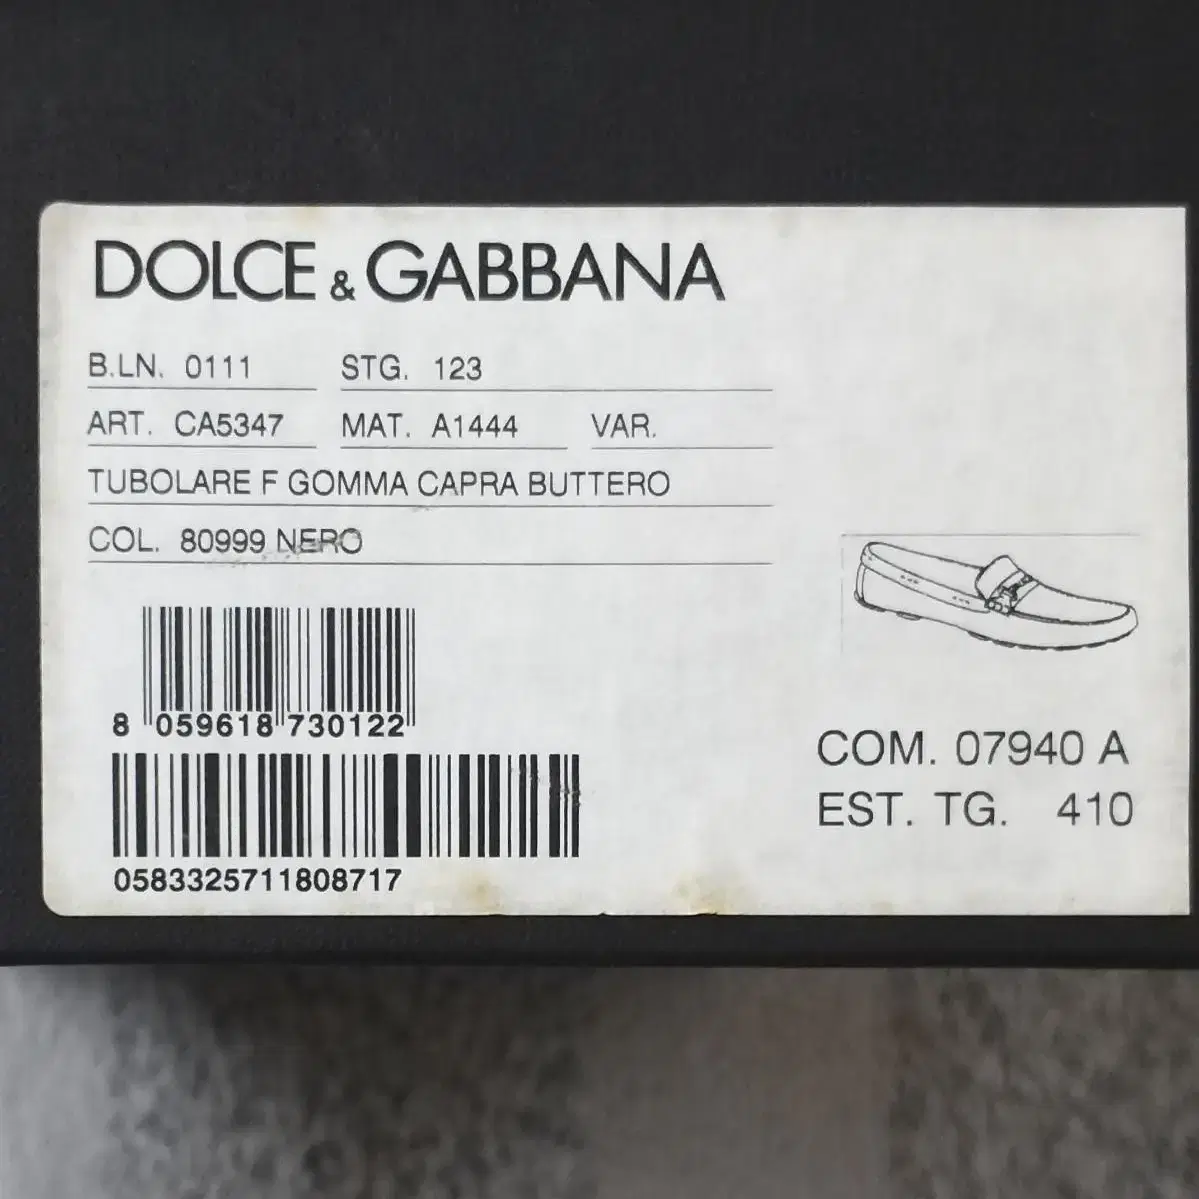 DOLCE & GABBANA
B.LN. 0111 STG. 123
ART. CA5347 MAT. A1444 VAR.
TUBOLARE F GOMMA CAPRA BUTTERO
COL. 80999 NERO
8 059618 730122
0583325711808717
COM. 07940 A
EST. TG. 410